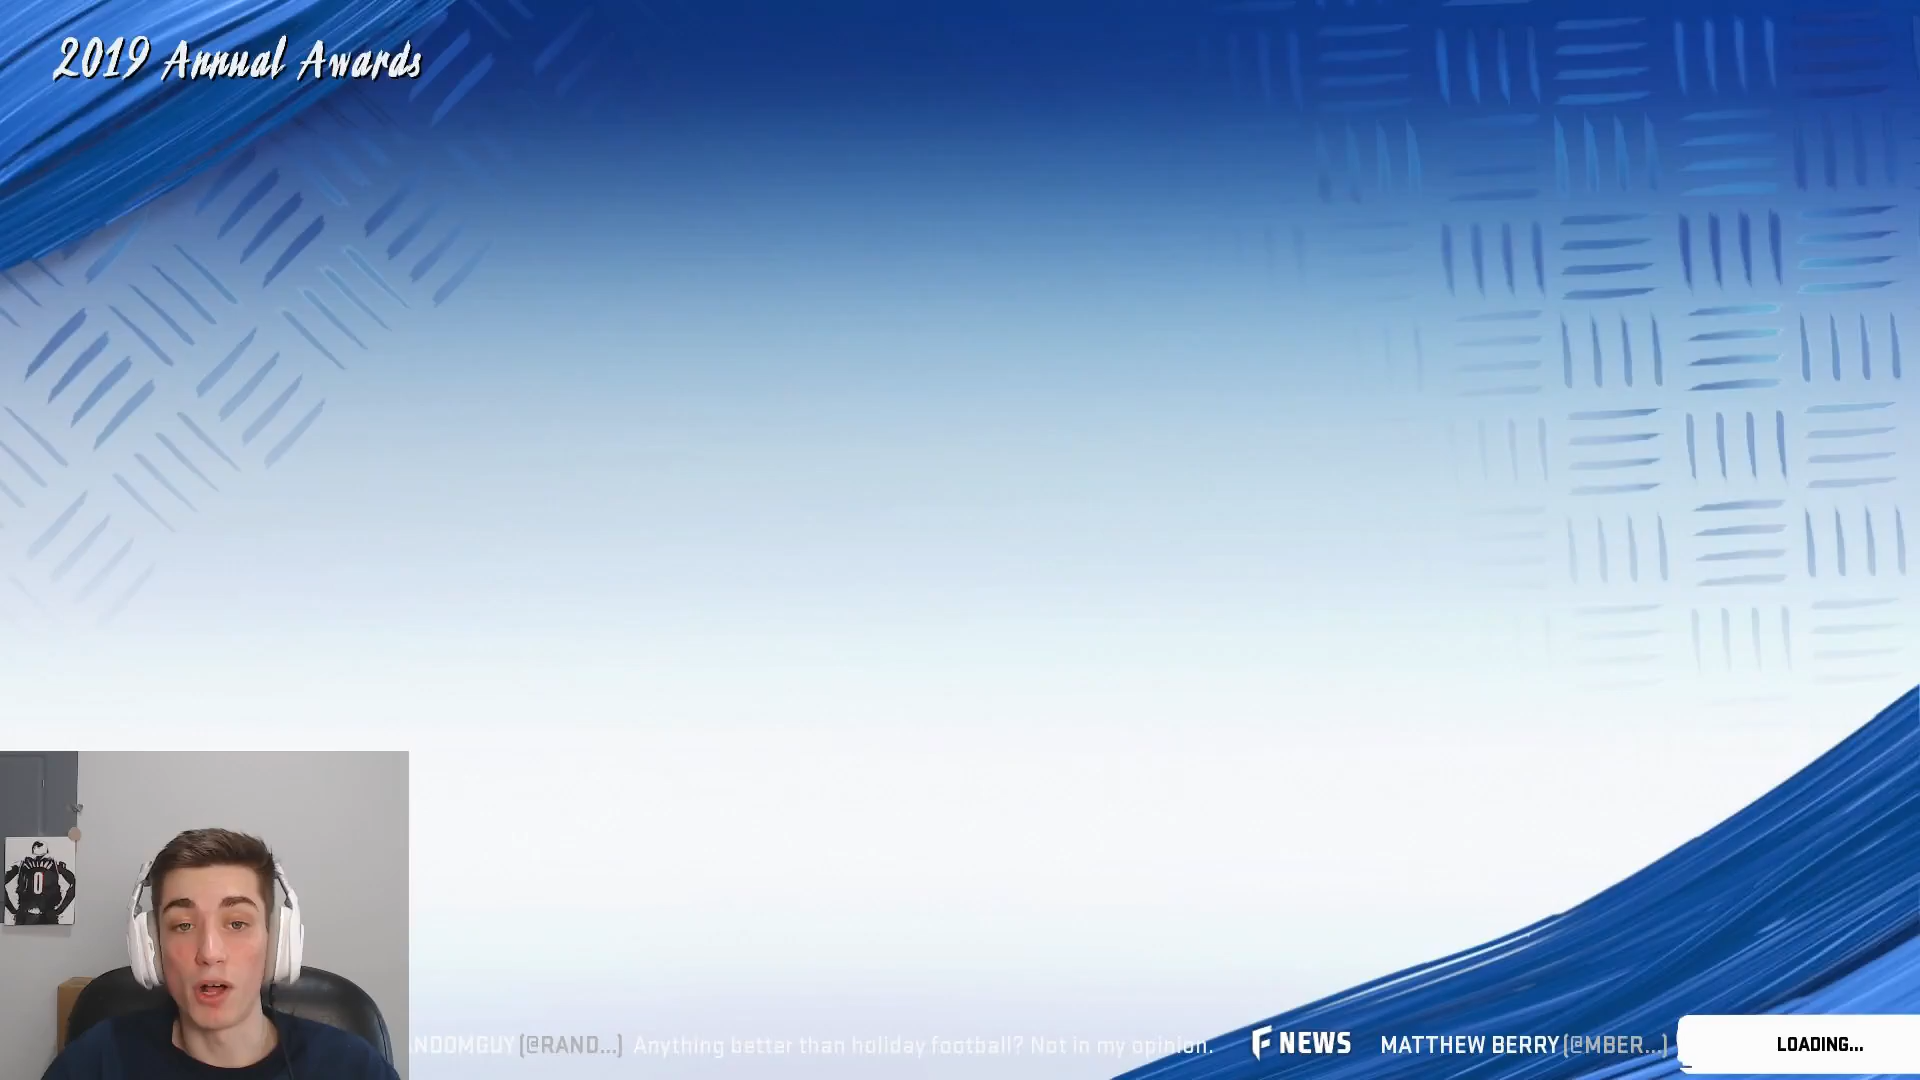 2019 Annual Awards
0
NDOMGUY (@RAND...) Anything better than holiday football? Not in my opinion. F NEWS MATTHEW BERRY (@MBER...) LOADING...